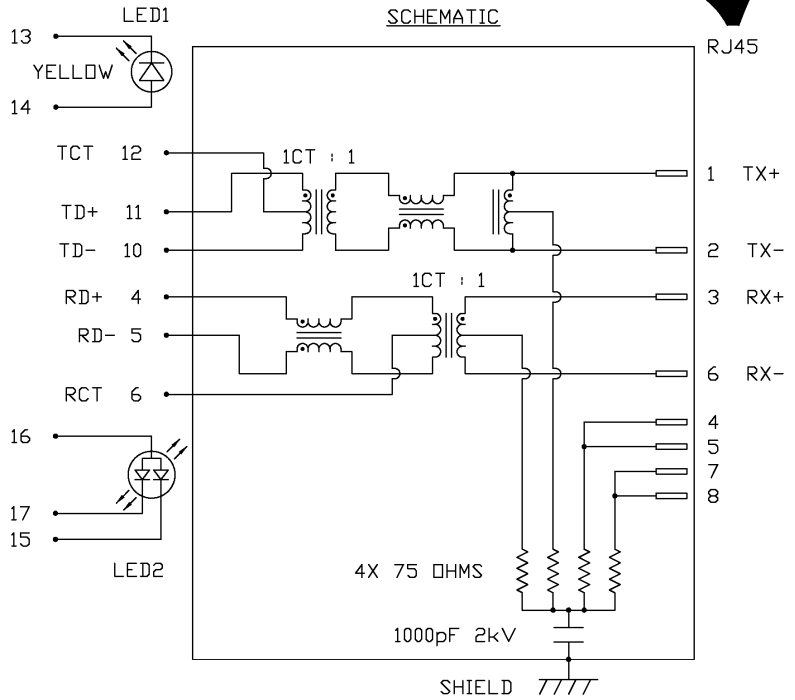 SCHEMATIC
LED1
13
YELLOW
14
RJ45
TCT 12
1CT : 1
1 TX+
TD+ 11
TD- 10
2 TX-
1CT : 1
RD+ 4
3 RX+
RD- 5
RCT 6
6 RX-
4
5
7
8
16
17
15
LED2
4X 75 OHMS
1000pF 2kV
SHIELD